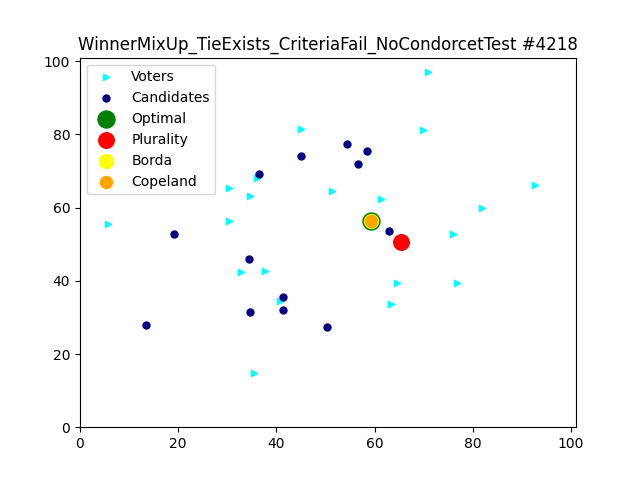 WinnerMixUp_TieExists_CriteriaFail_NoCondorcetTest #4218
100
80
60
40
20
0
Voters
Candidates
Optimal
Plurality
Borda
Copeland
0 20 40 60 80 100